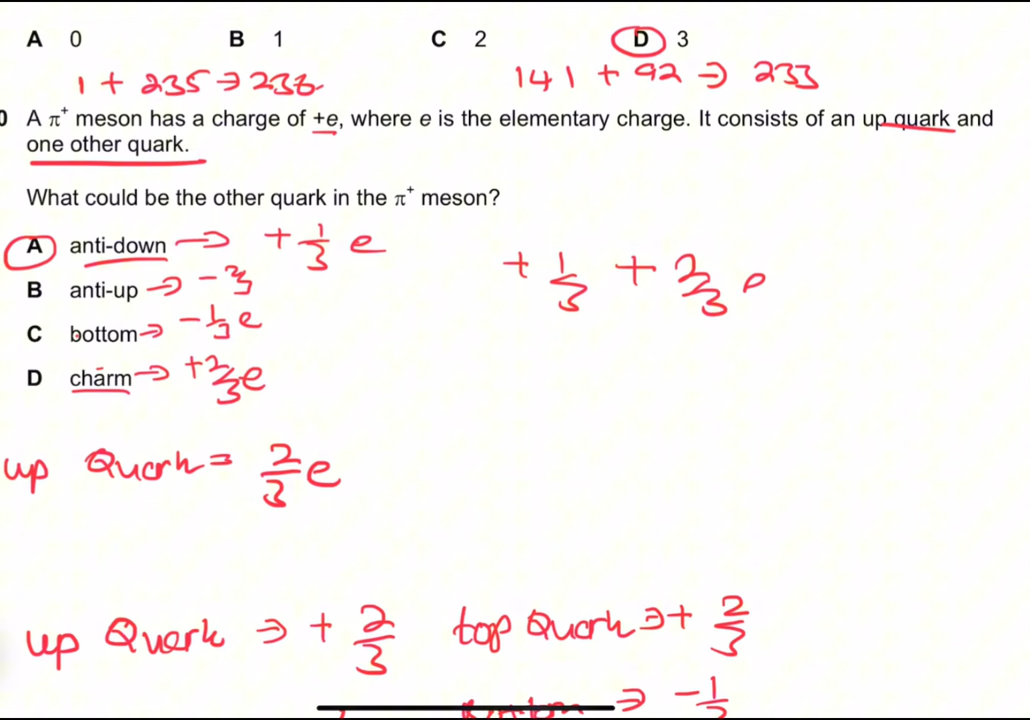 A 0 B 1 C 2 D 3
1 + 235 → 236 141 + 92 → 233
0 A π⁺ meson has a charge of +e, where e is the elementary charge. It consists of an up quark and
one other quark.
What could be the other quark in the π⁺ meson?
A anti-down → + 1/3 e
B anti-up → - 2/3
C bottom → - 1/3 e
D charm → + 2/3 e
+ 1/3 + 2/3 e
up Quark = 2/3 e
up Quark ⇒ + 2/3 top Quark ⇒ + 2/3
⇒ - 1/3